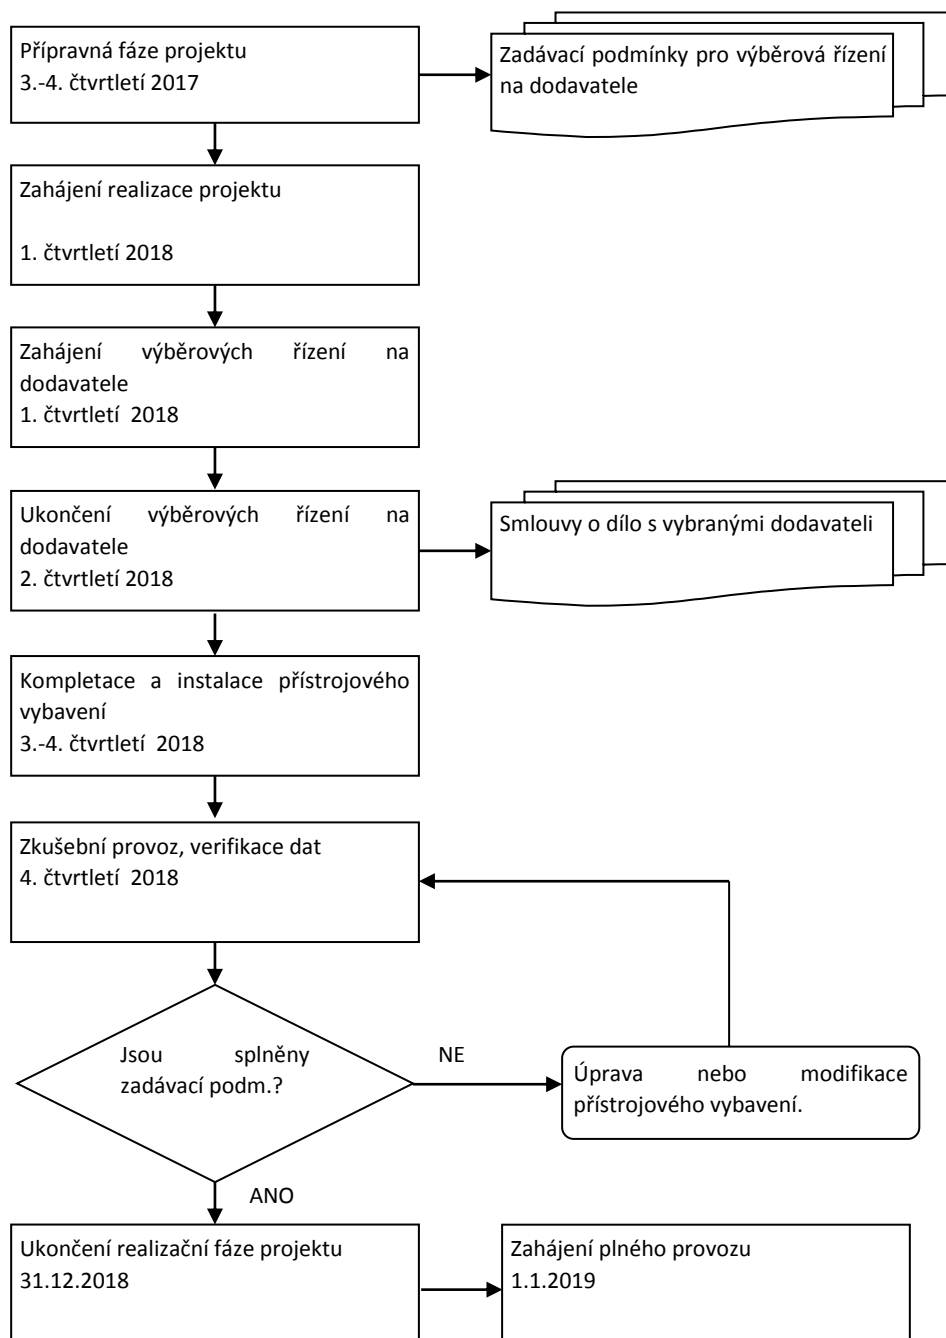 Přípravná fáze projektu
3.-4. čtvrtletí 2017
Zadávací podmínky pro výběrová řízení
na dodavatele
Zahájení realizace projektu
1. čtvrtletí 2018
Zahájení výběrových řízení na
dodavatele
1. čtvrtletí 2018
Ukončení výběrových řízení na
dodavatele
2. čtvrtletí 2018
Smlouvy o dílo s vybranými dodavateli
Kompletace a instalace přístrojového
vybavení
3.-4. čtvrtletí 2018
Zkušební provoz, verifikace dat
4. čtvrtletí 2018
Jsou splněny
zadávací podm.?
NE
Úprava nebo modifikace
přístrojového vybavení.
ANO
Ukončení realizační fáze projektu
31.12.2018
Zahájení plného provozu
1.1.2019